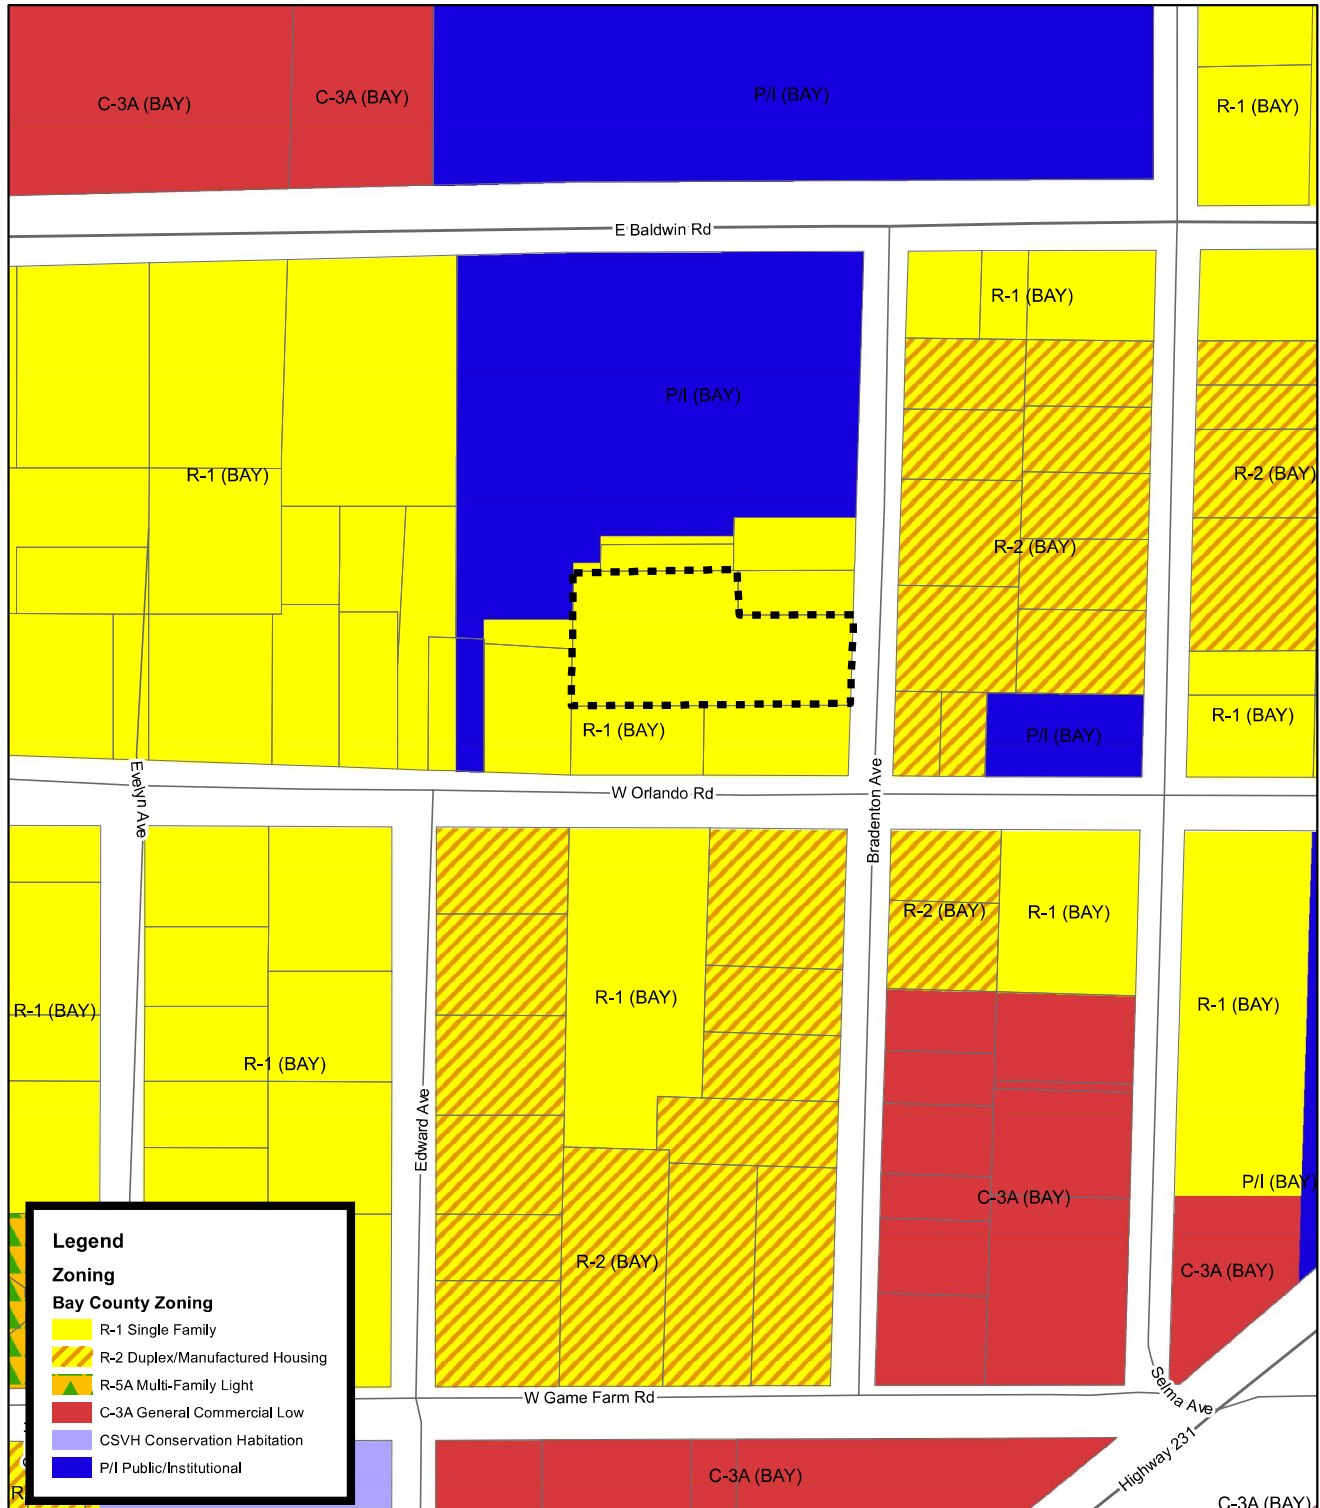 C-3A (BAY)
C-3A (BAY)
P/I (BAY)
R-1 (BAY)
E Baldwin Rd
R-1 (BAY)
P/I (BAY)
R-1 (BAY)
R-2 (BAY)
R-2 (BAY)
R-1 (BAY)
R-1 (BAY)
P/I (BAY)
Evelyn Ave
W Orlando Rd
Bradenton Ave
R-2 (BAY)
R-1 (BAY)
R-1 (BAY)
R-1 (BAY)
R-1 (BAY)
R-1 (BAY)
Edward Ave
P/I (BAY)
C-3A (BAY)
R-2 (BAY)
C-3A (BAY)
Legend
Zoning
Bay County Zoning
R-1 Single Family
R-2 Duplex/Manufactured Housing
R-5A Multi-Family Light
C-3A General Commercial Low
CSVH Conservation Habitation
P/I Public/Institutional
W Game Farm Rd
Selma Ave
Highway 231
C-3A (BAY)
C-3A (BAY)